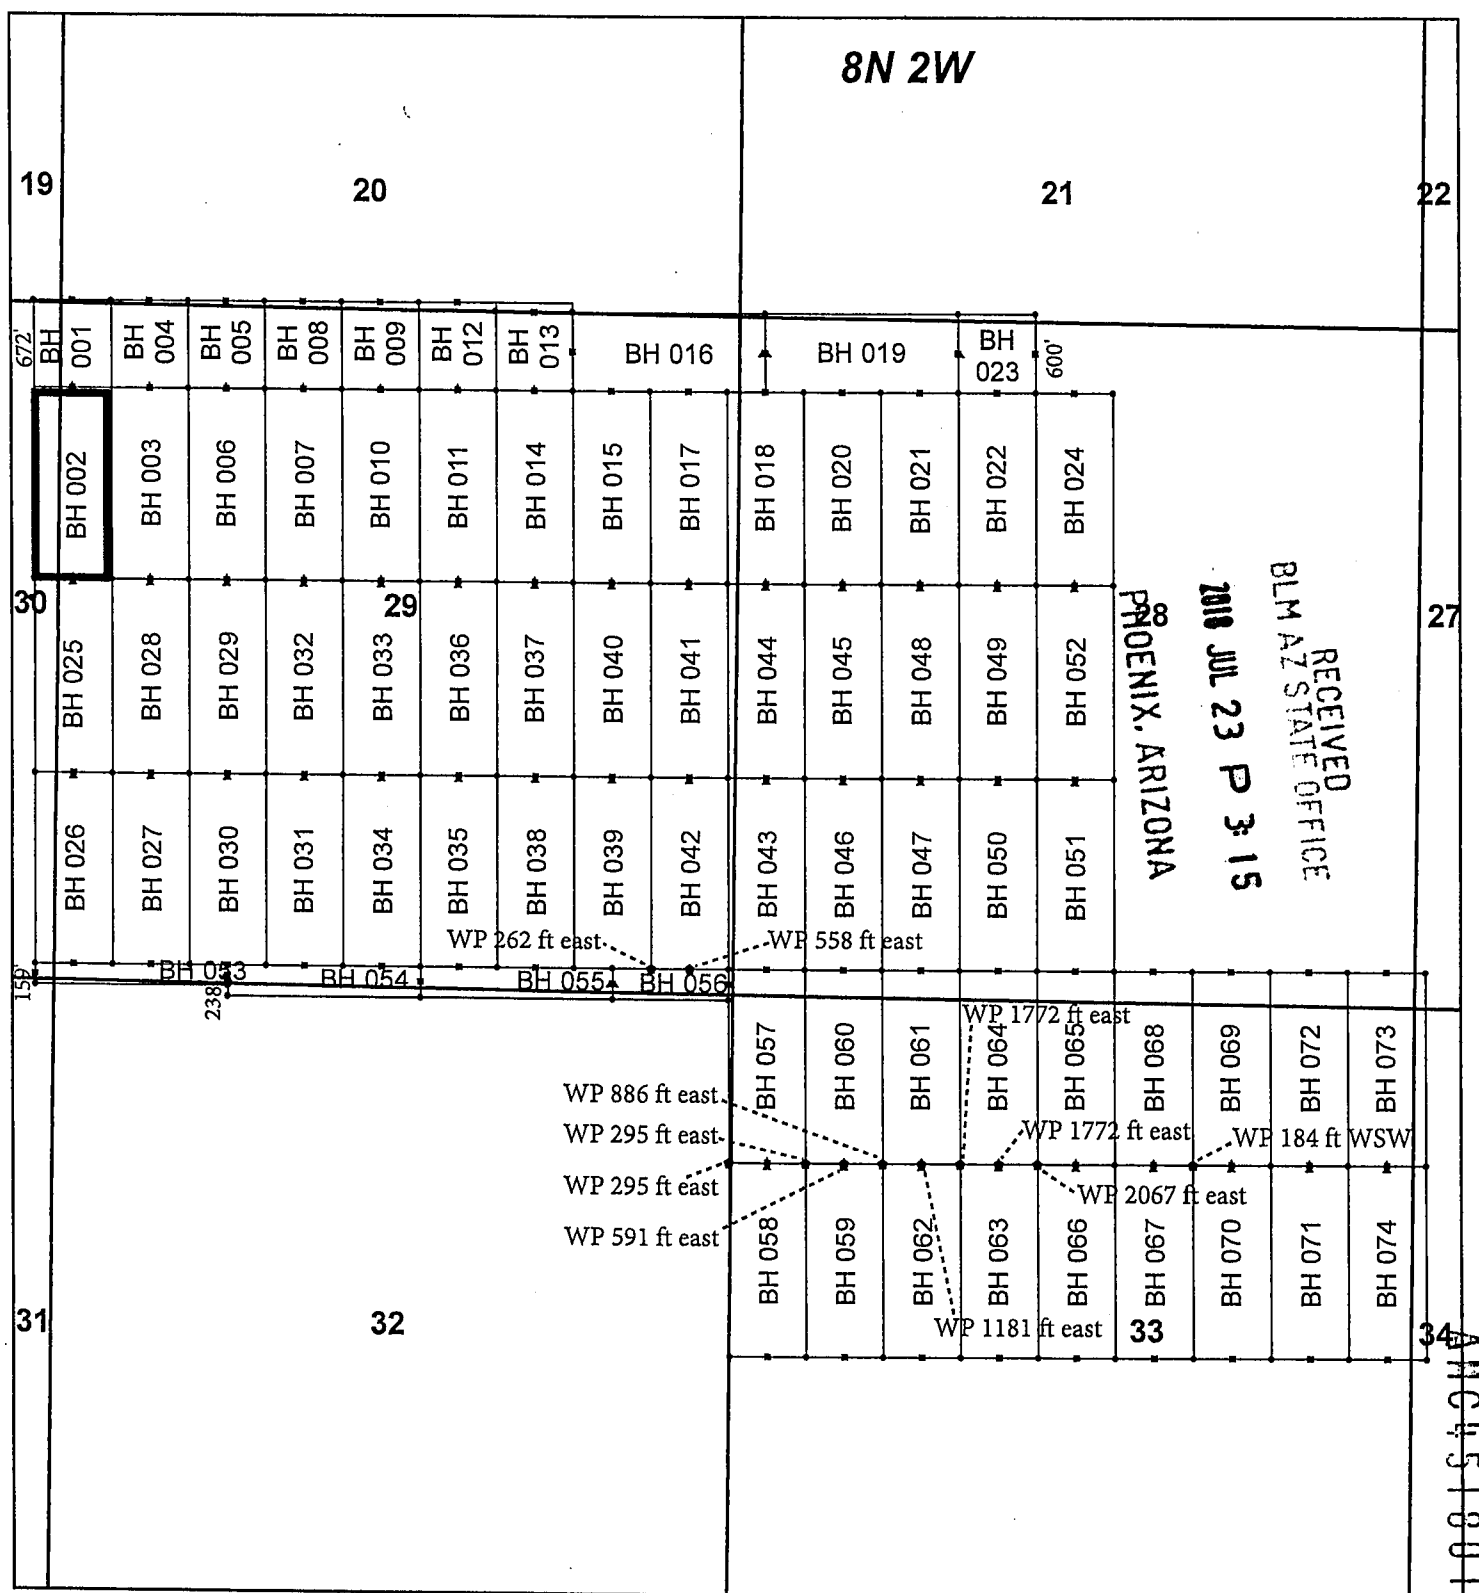 8N 2W
19
20
21
22
672'
BH 001
BH 004
BH 005
BH 008
BH 009
BH 012
BH 013
BH 016
BH 019
BH 023
600'
BH 002
BH 003
BH 006
BH 007
BH 010
BH 011
BH 014
BH 015
BH 017
BH 018
BH 020
BH 021
BH 022
BH 024
30
29
28
27
BH 025
BH 028
BH 029
BH 032
BH 033
BH 036
BH 037
BH 040
BH 041
BH 044
BH 045
BH 048
BH 049
BH 052
RECEIVED
BLM AZ STATE OFFICE
2018 JUL 23 P 3:15
PHOENIX, ARIZONA
BH 026
BH 027
BH 030
BH 031
BH 034
BH 035
BH 038
BH 039
BH 042
BH 043
BH 046
BH 047
BH 050
BH 051
WP 262 ft east
WP 558 ft east
159'
BH 053
238'
BH 054
BH 055
BH 056
WP 1772 ft east
BH 057
BH 060
BH 061
BH 064
BH 065
BH 068
BH 069
BH 072
BH 073
WP 886 ft east
WP 295 ft east
WP 1772 ft east
WP 184 ft WSW
WP 295 ft east
WP 2067 ft east
WP 591 ft east
BH 058
BH 059
BH 062
BH 063
BH 066
BH 067
BH 070
BH 071
BH 074
WP 1181 ft east
31
32
33
34